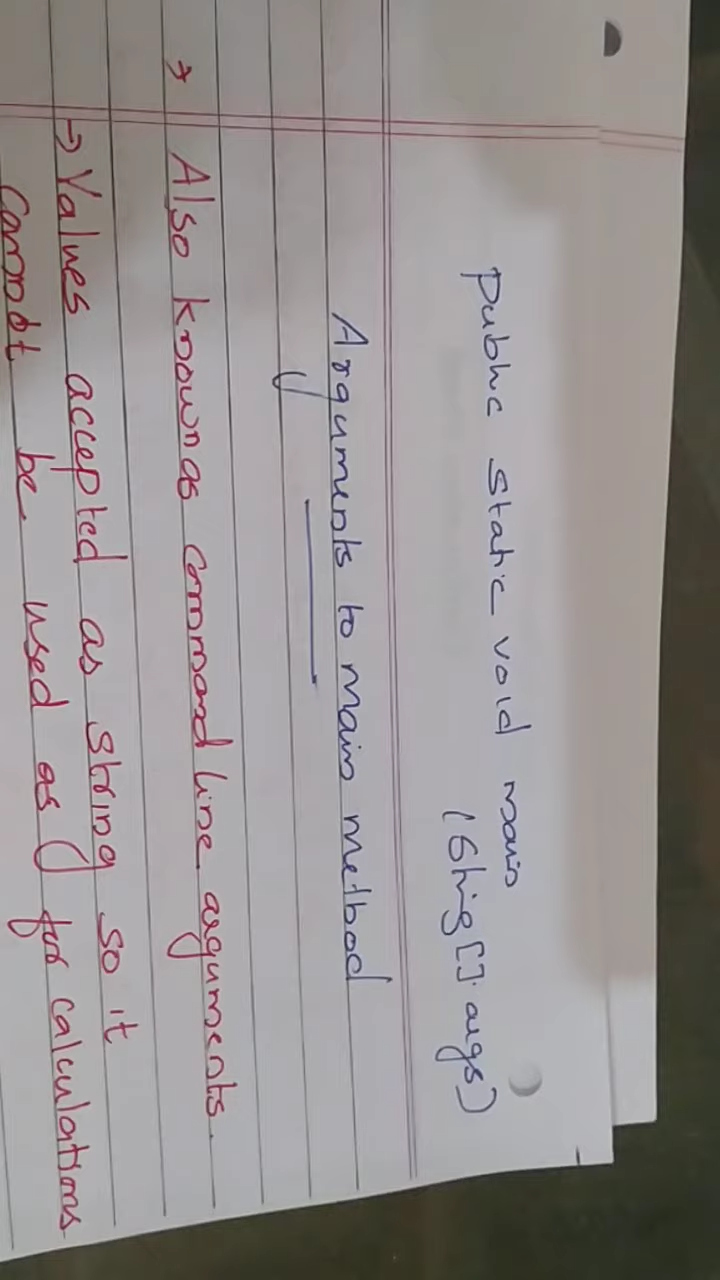 public static void main
(String[] args)
Arguments to main method
→ Also known as command line arguments.
→ Values accepted as string so it
cannot be used as for calculations